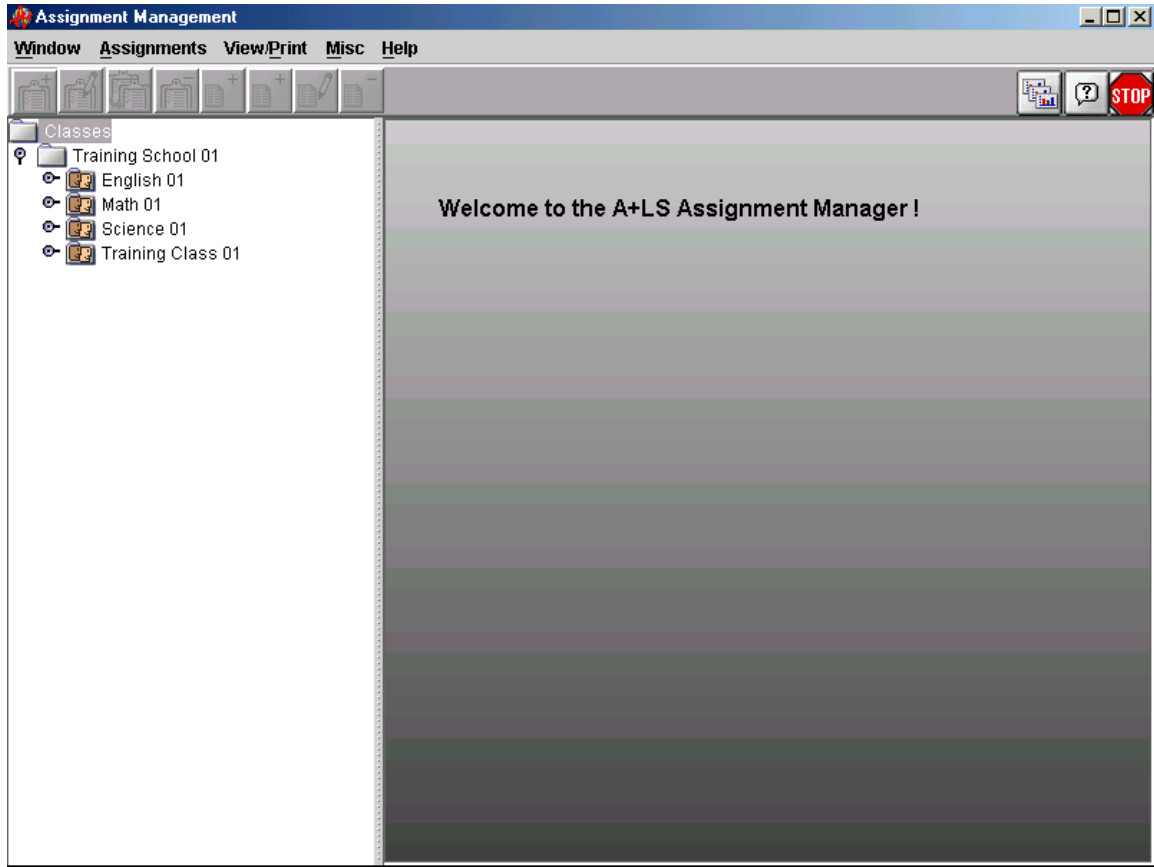 Assignment Management
Window Assignments View/Print Misc Help
? STOP
Classes
Training School 01
English 01
Math 01
Science 01
Training Class 01
Welcome to the A+LS Assignment Manager !